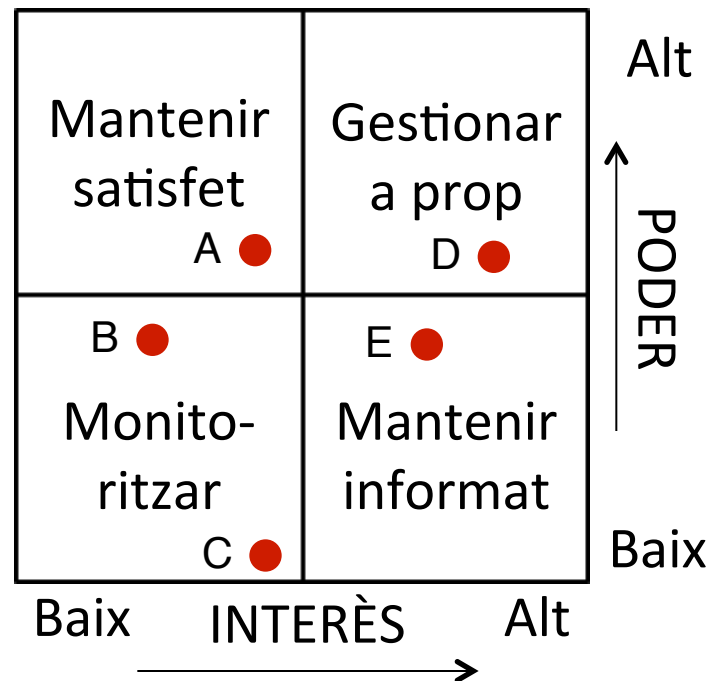 Mantenir
satisfet
A
Gestionar
a prop
D
Alt
PODER
Baix
B
Monito-
ritzar
C
E
Mantenir
informat
Baix
INTERÈS
Alt